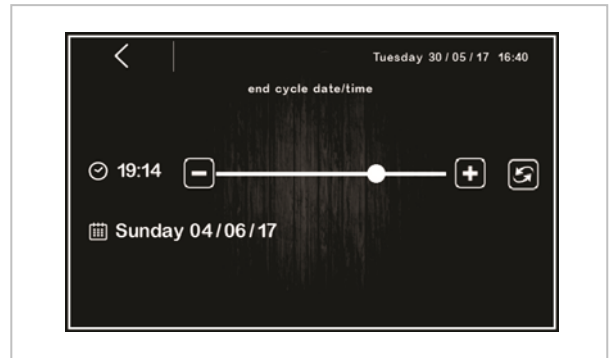 Tuesday 30 / 05 / 17 16:40
end cycle date/time
19:14
Sunday 04 / 06 / 17